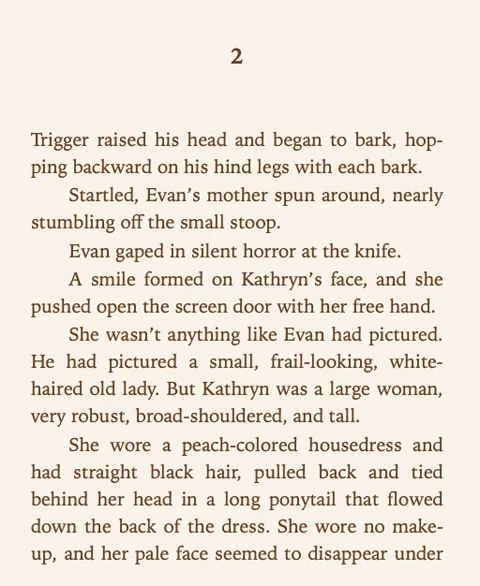 2
Trigger raised his head and began to bark, hop-
ping backward on his hind legs with each bark.
Startled, Evan’s mother spun around, nearly
stumbling off the small stoop.
Evan gaped in silent horror at the knife.
A smile formed on Kathryn’s face, and she
pushed open the screen door with her free hand.
She wasn’t anything like Evan had pictured.
He had pictured a small, frail-looking, white-
haired old lady. But Kathryn was a large woman,
very robust, broad-shouldered, and tall.
She wore a peach-colored housedress and
had straight black hair, pulled back and tied
behind her head in a long ponytail that flowed
down the back of the dress. She wore no make-
up, and her pale face seemed to disappear under